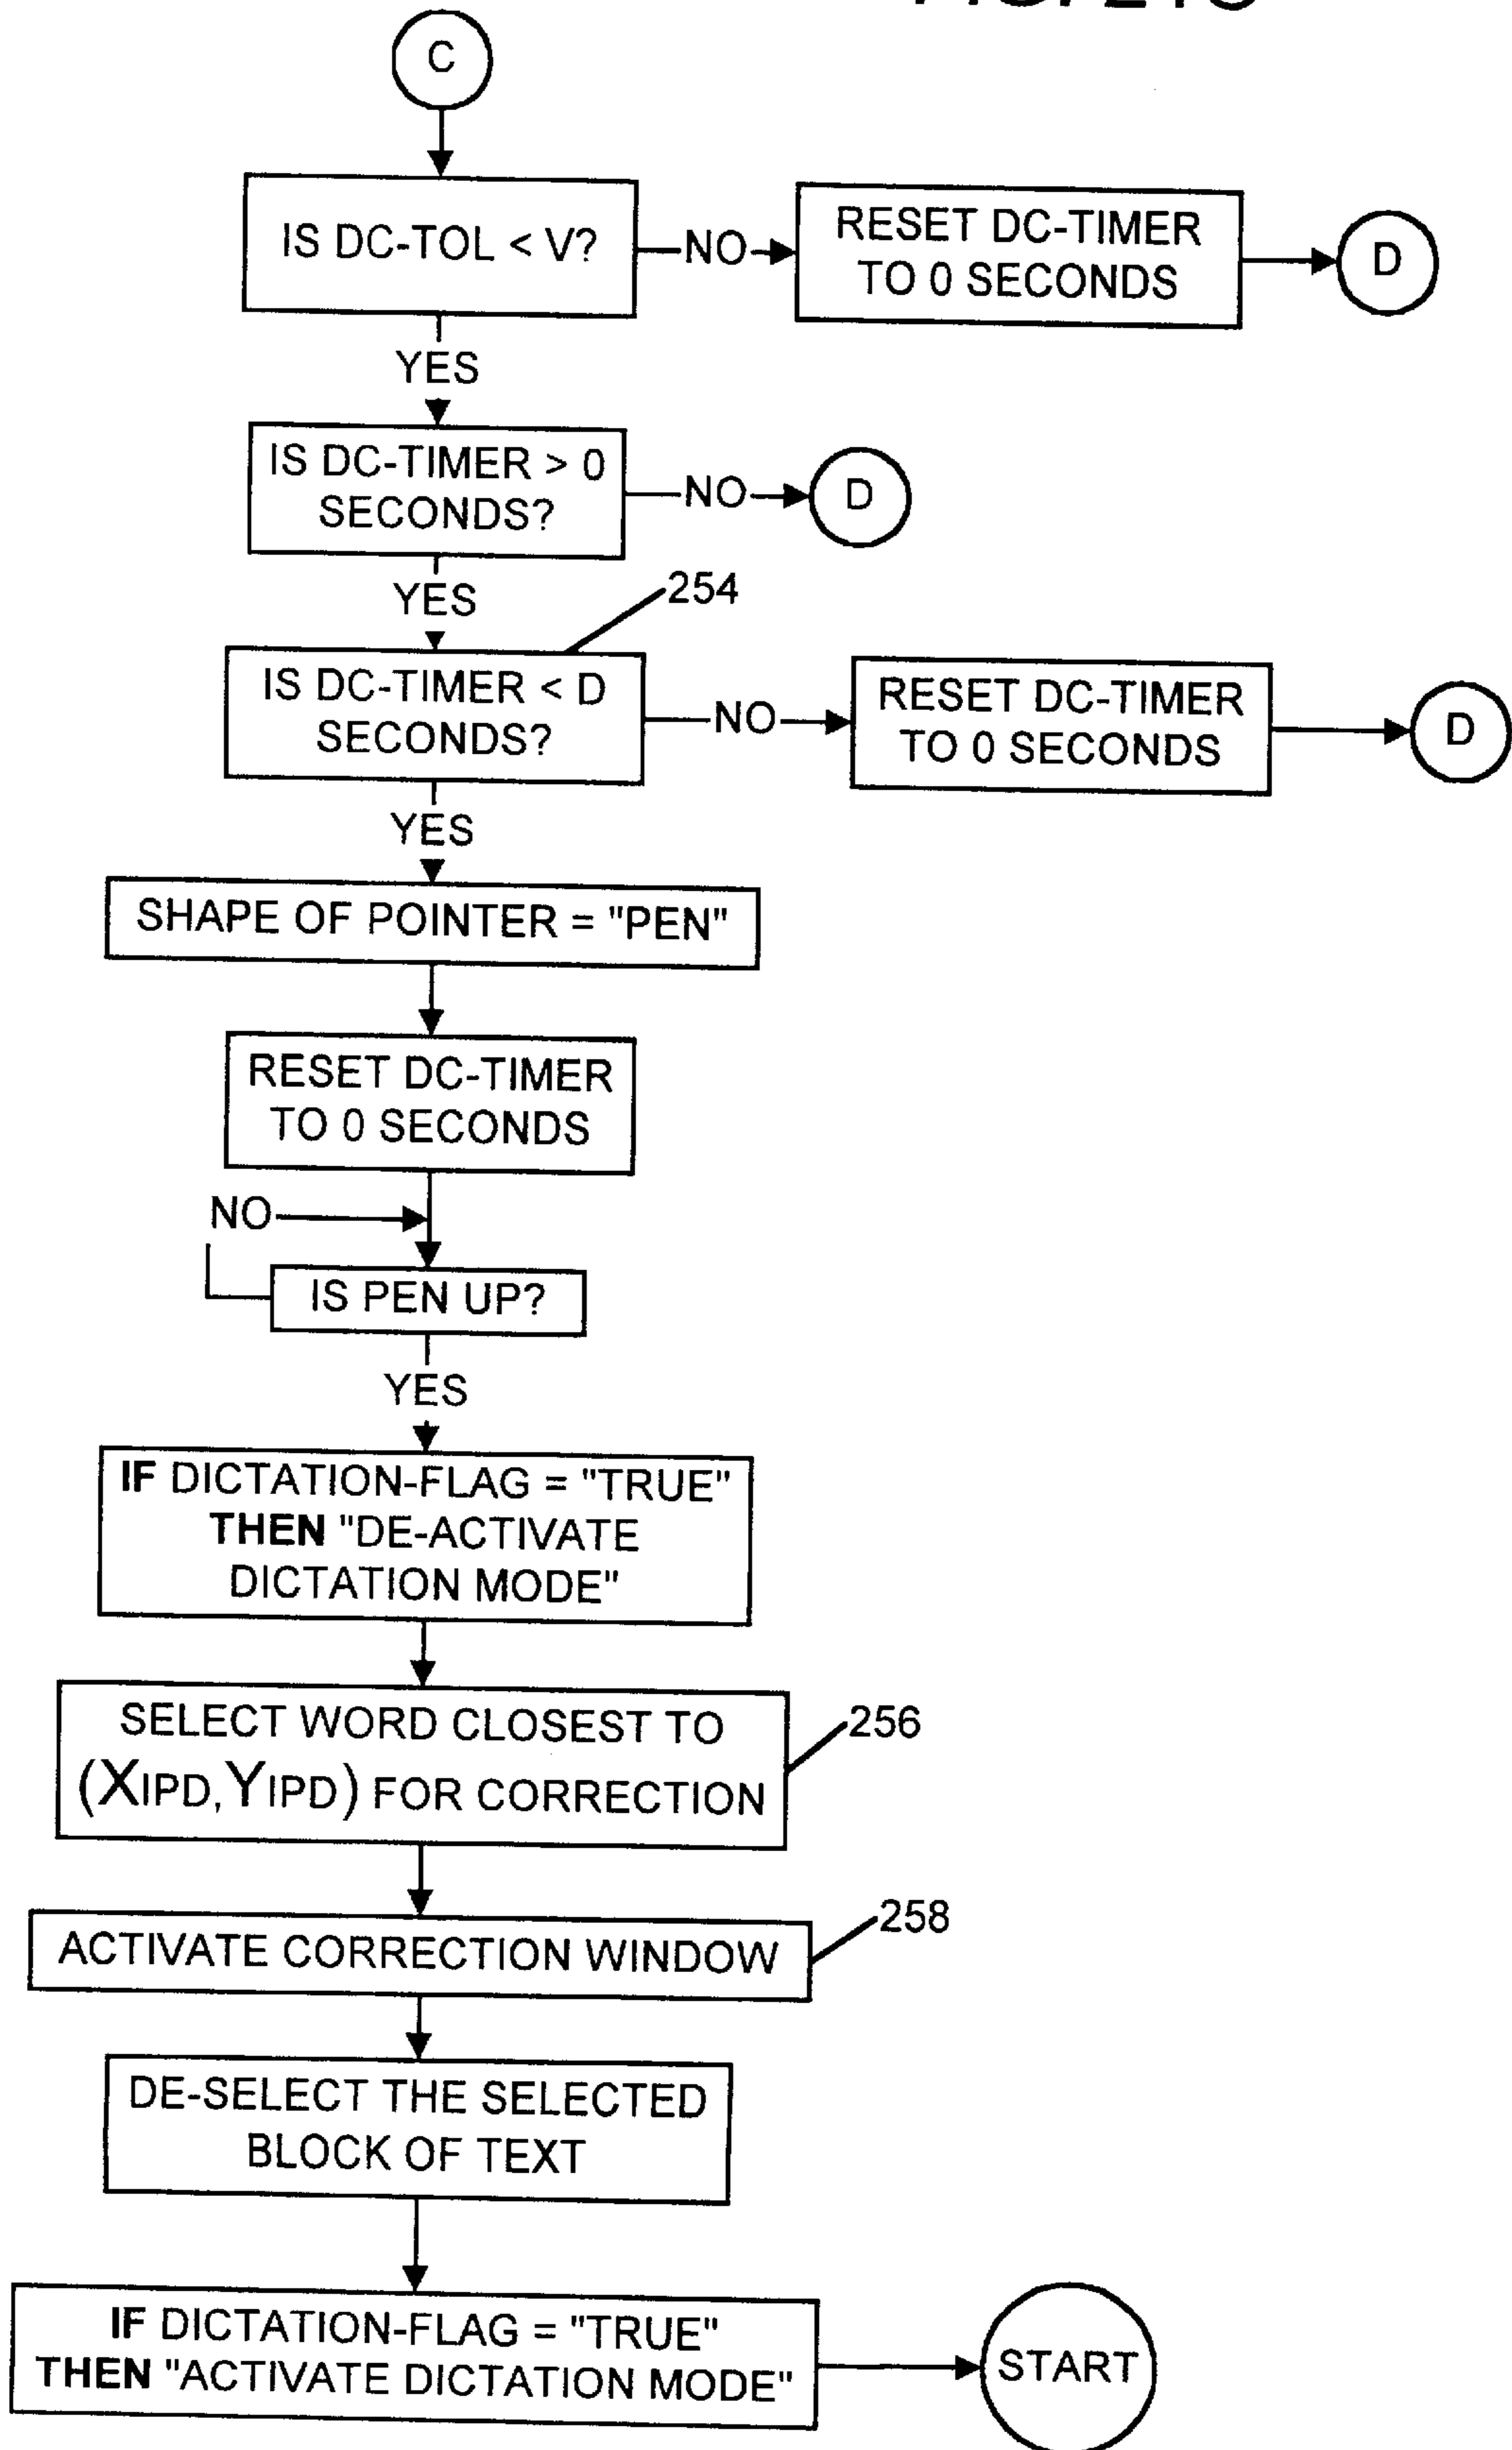 C
IS DC-TOL < V?
NO
RESET DC-TIMER
TO 0 SECONDS
D
YES
IS DC-TIMER > 0
SECONDS?
NO
D
YES
254
IS DC-TIMER < D
SECONDS?
NO
RESET DC-TIMER
TO 0 SECONDS
D
YES
SHAPE OF POINTER = "PEN"
RESET DC-TIMER
TO 0 SECONDS
NO
IS PEN UP?
YES
IF DICTATION-FLAG = "TRUE"
THEN "DE-ACTIVATE
DICTATION MODE"
SELECT WORD CLOSEST TO
(XIPD, YIPD) FOR CORRECTION
256
ACTIVATE CORRECTION WINDOW
258
DE-SELECT THE SELECTED
BLOCK OF TEXT
IF DICTATION-FLAG = "TRUE"
THEN "ACTIVATE DICTATION MODE"
START